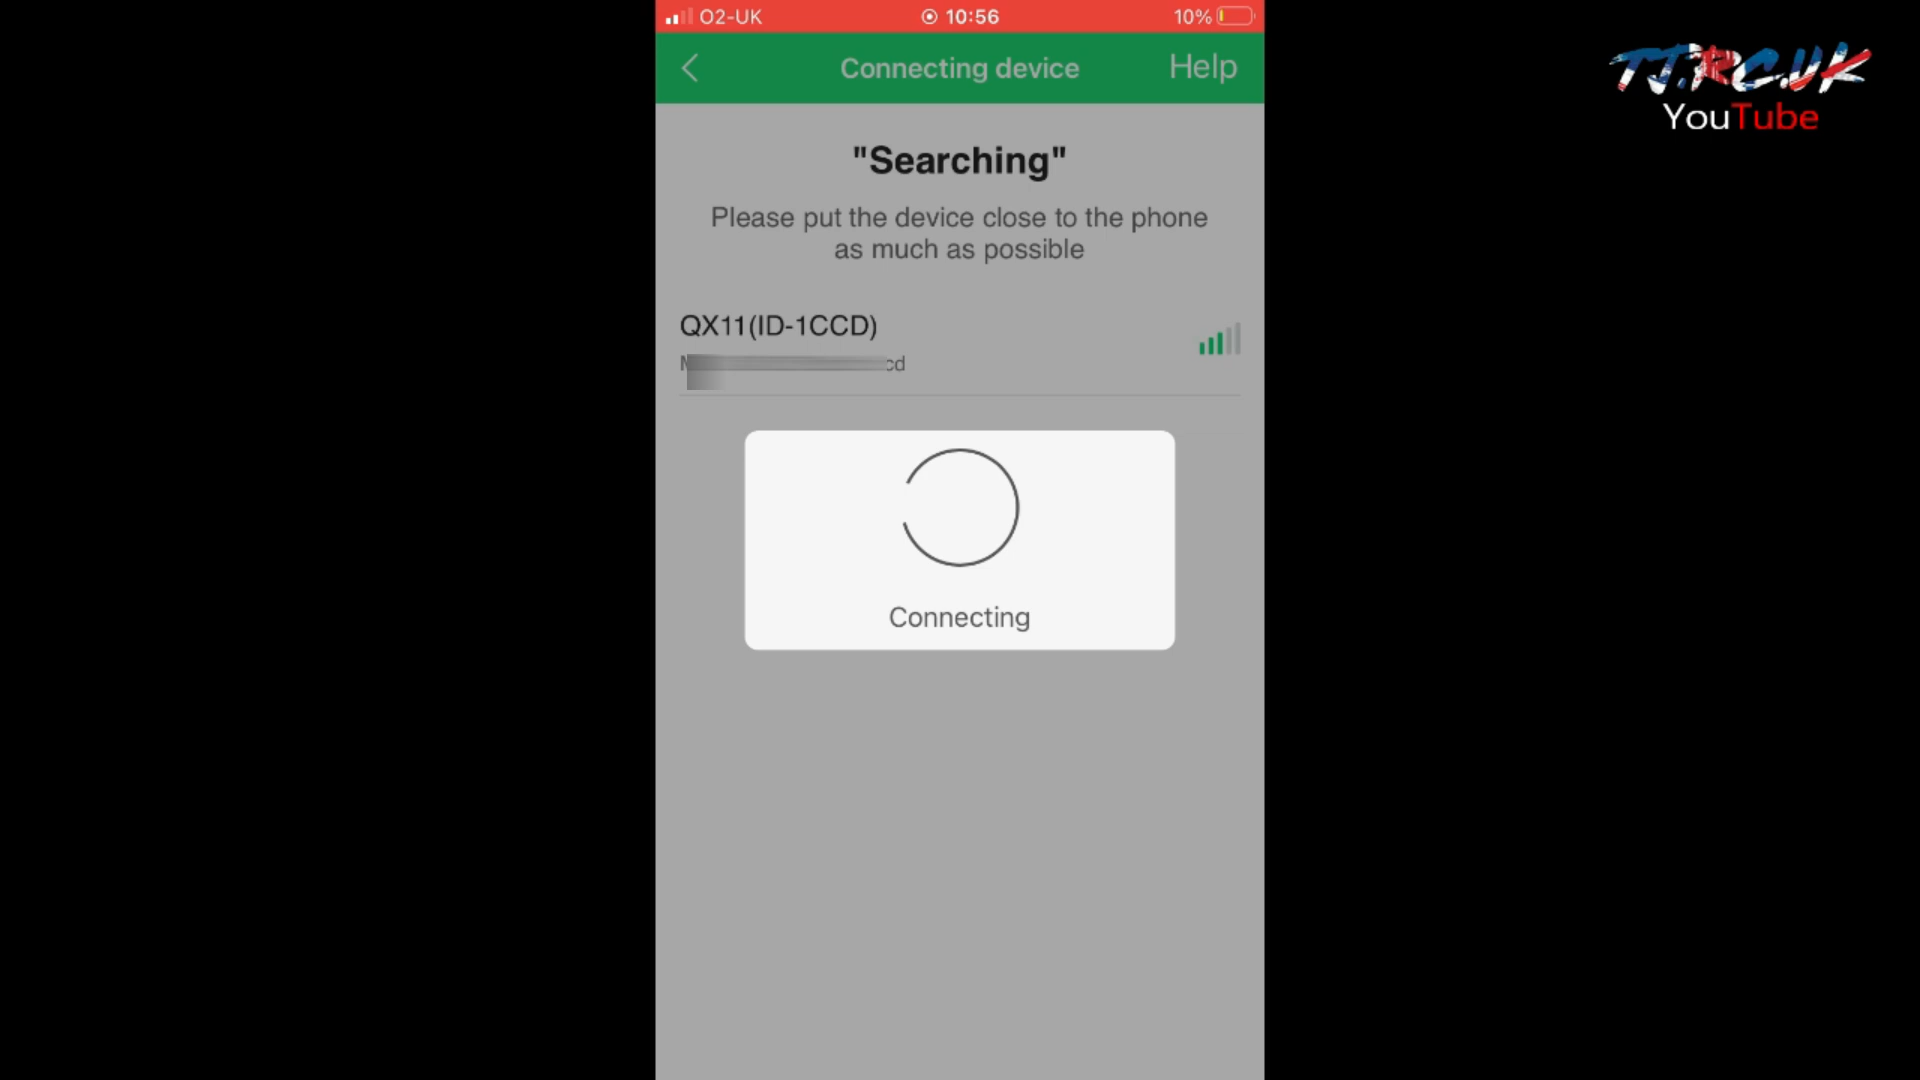 O2-UK 10:56 10%
Connecting device Help
"Searching"
Please put the device close to the phone
as much as possible
QX11(ID-1CCD)
cd
Connecting
TJ.RC.UK
YouTube